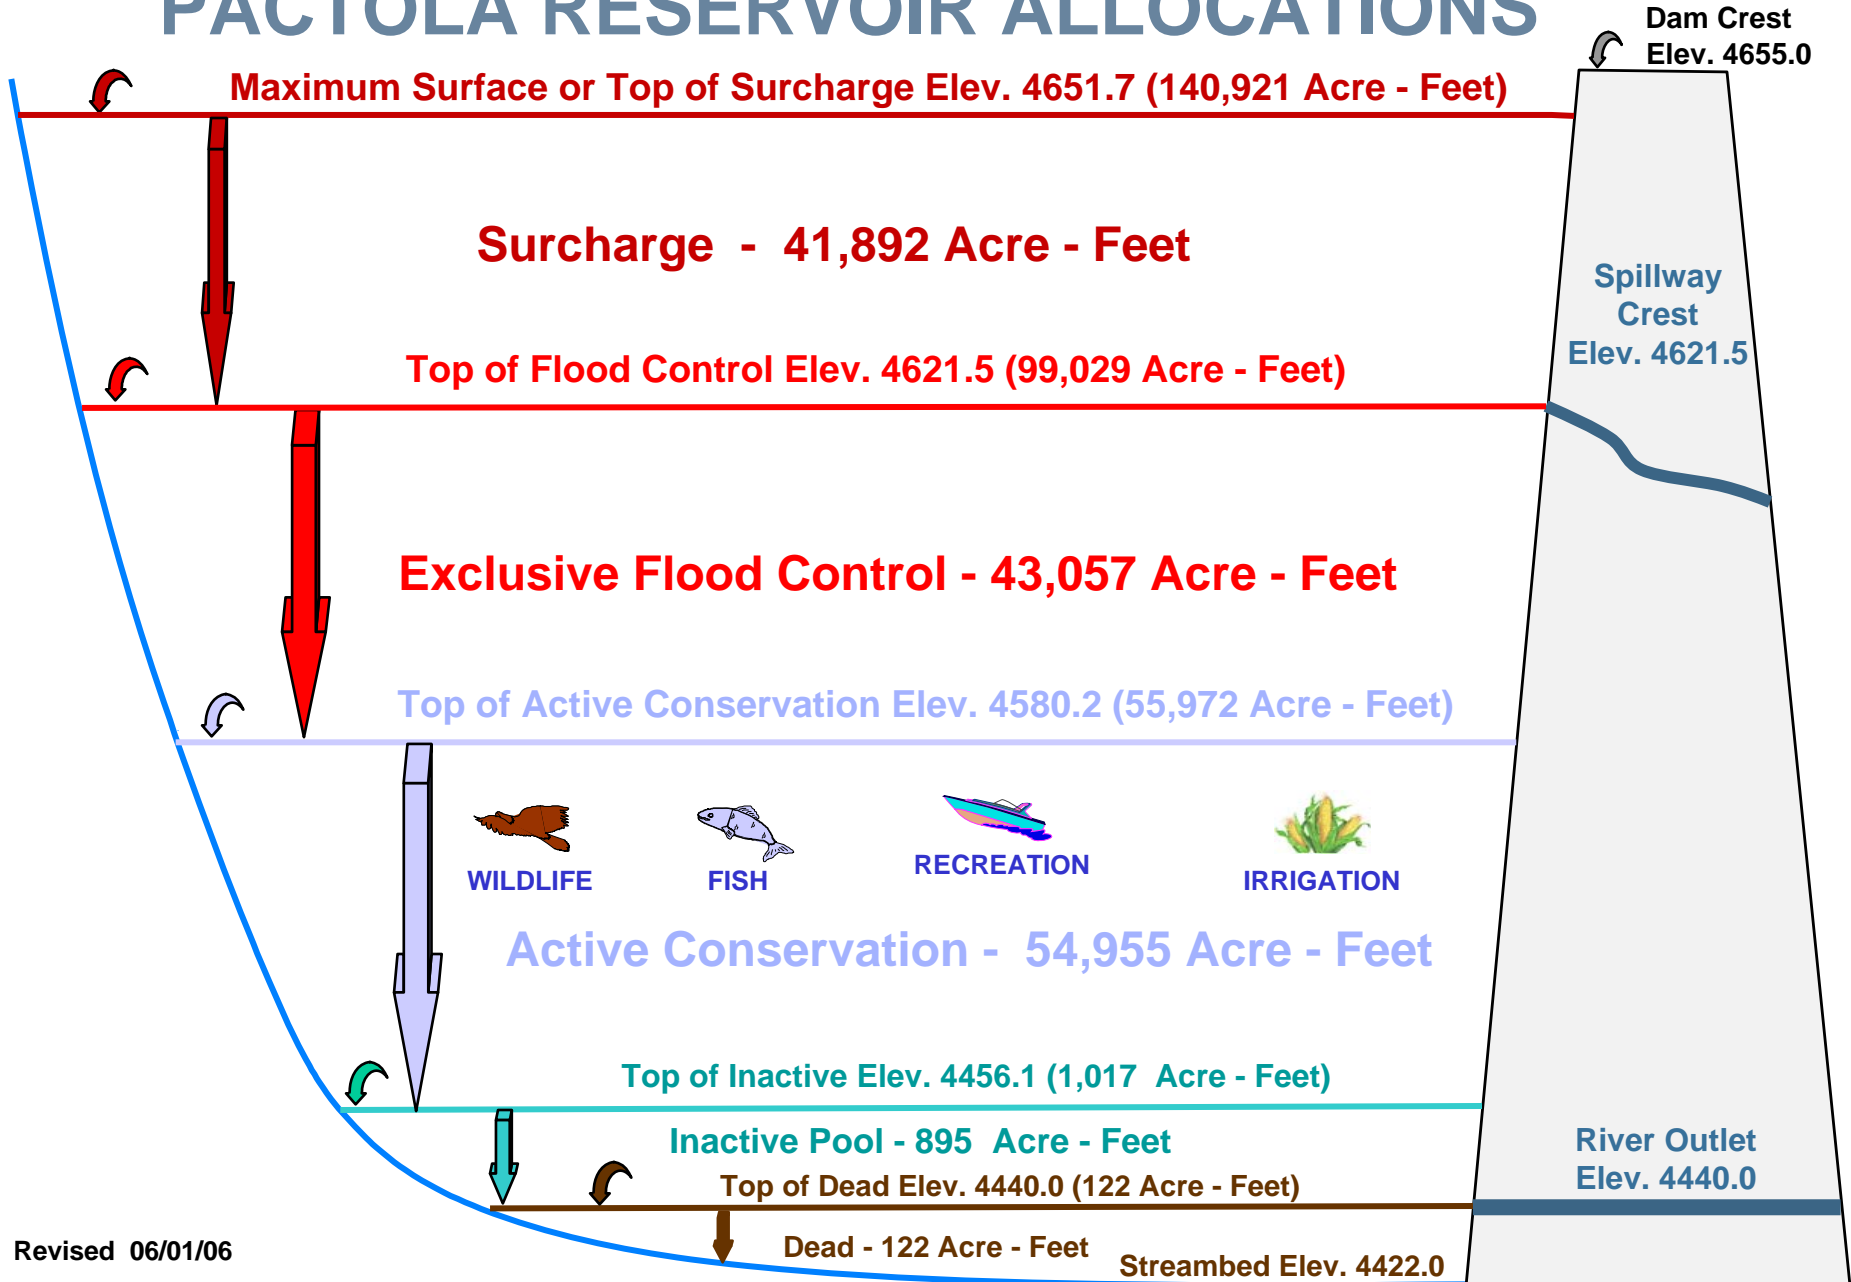 PACTOLA RESERVOIR ALLOCATIONS
Dam Crest
Elev. 4655.0
Maximum Surface or Top of Surcharge Elev. 4651.7 (140,921 Acre - Feet)
Surcharge - 41,892 Acre - Feet
Spillway
Crest
Elev. 4621.5
Top of Flood Control Elev. 4621.5 (99,029 Acre - Feet)
Exclusive Flood Control - 43,057 Acre - Feet
Top of Active Conservation Elev. 4580.2 (55,972 Acre - Feet)
WILDLIFE
FISH
RECREATION
IRRIGATION
Active Conservation - 54,955 Acre - Feet
Top of Inactive Elev. 4456.1 (1,017 Acre - Feet)
Inactive Pool - 895 Acre - Feet
River Outlet
Elev. 4440.0
Top of Dead Elev. 4440.0 (122 Acre - Feet)
Dead - 122 Acre - Feet
Streambed Elev. 4422.0
Revised 06/01/06